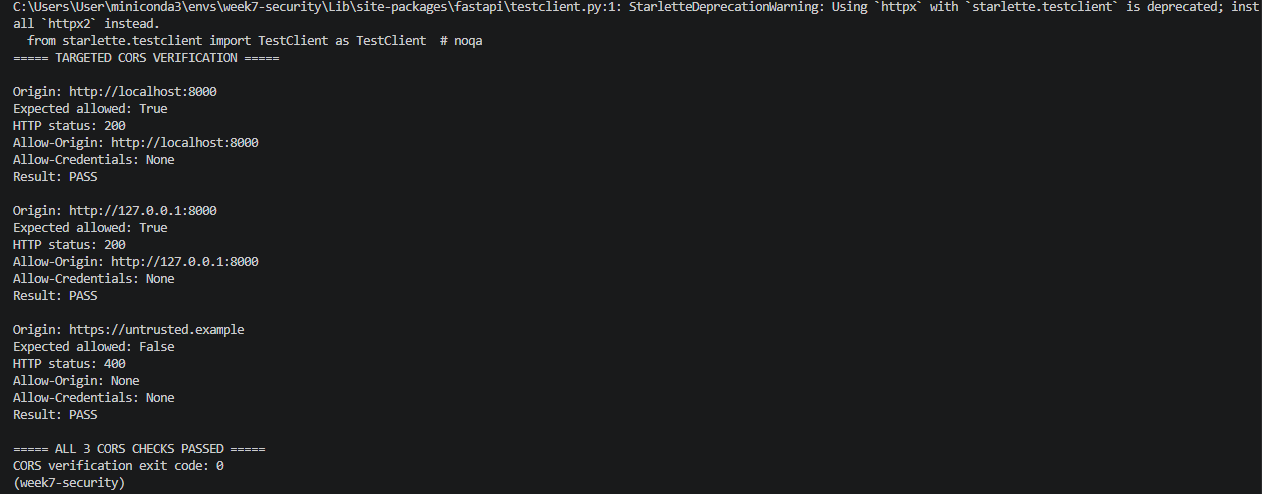 C:\Users\User\miniconda3\envs\week7-security\Lib\site-packages\fastapi\testclient.py:1: StarletteDeprecationWarning: Using `httpx` with `starlette.testclient` is deprecated; inst
all `httpx2` instead.
  from starlette.testclient import TestClient as TestClient  # noqa
===== TARGETED CORS VERIFICATION =====

Origin: http://localhost:8000
Expected allowed: True
HTTP status: 200
Allow-Origin: http://localhost:8000
Allow-Credentials: None
Result: PASS

Origin: http://127.0.0.1:8000
Expected allowed: True
HTTP status: 200
Allow-Origin: http://127.0.0.1:8000
Allow-Credentials: None
Result: PASS

Origin: https://untrusted.example
Expected allowed: False
HTTP status: 400
Allow-Origin: None
Allow-Credentials: None
Result: PASS

===== ALL 3 CORS CHECKS PASSED =====
CORS verification exit code: 0
(week7-security)